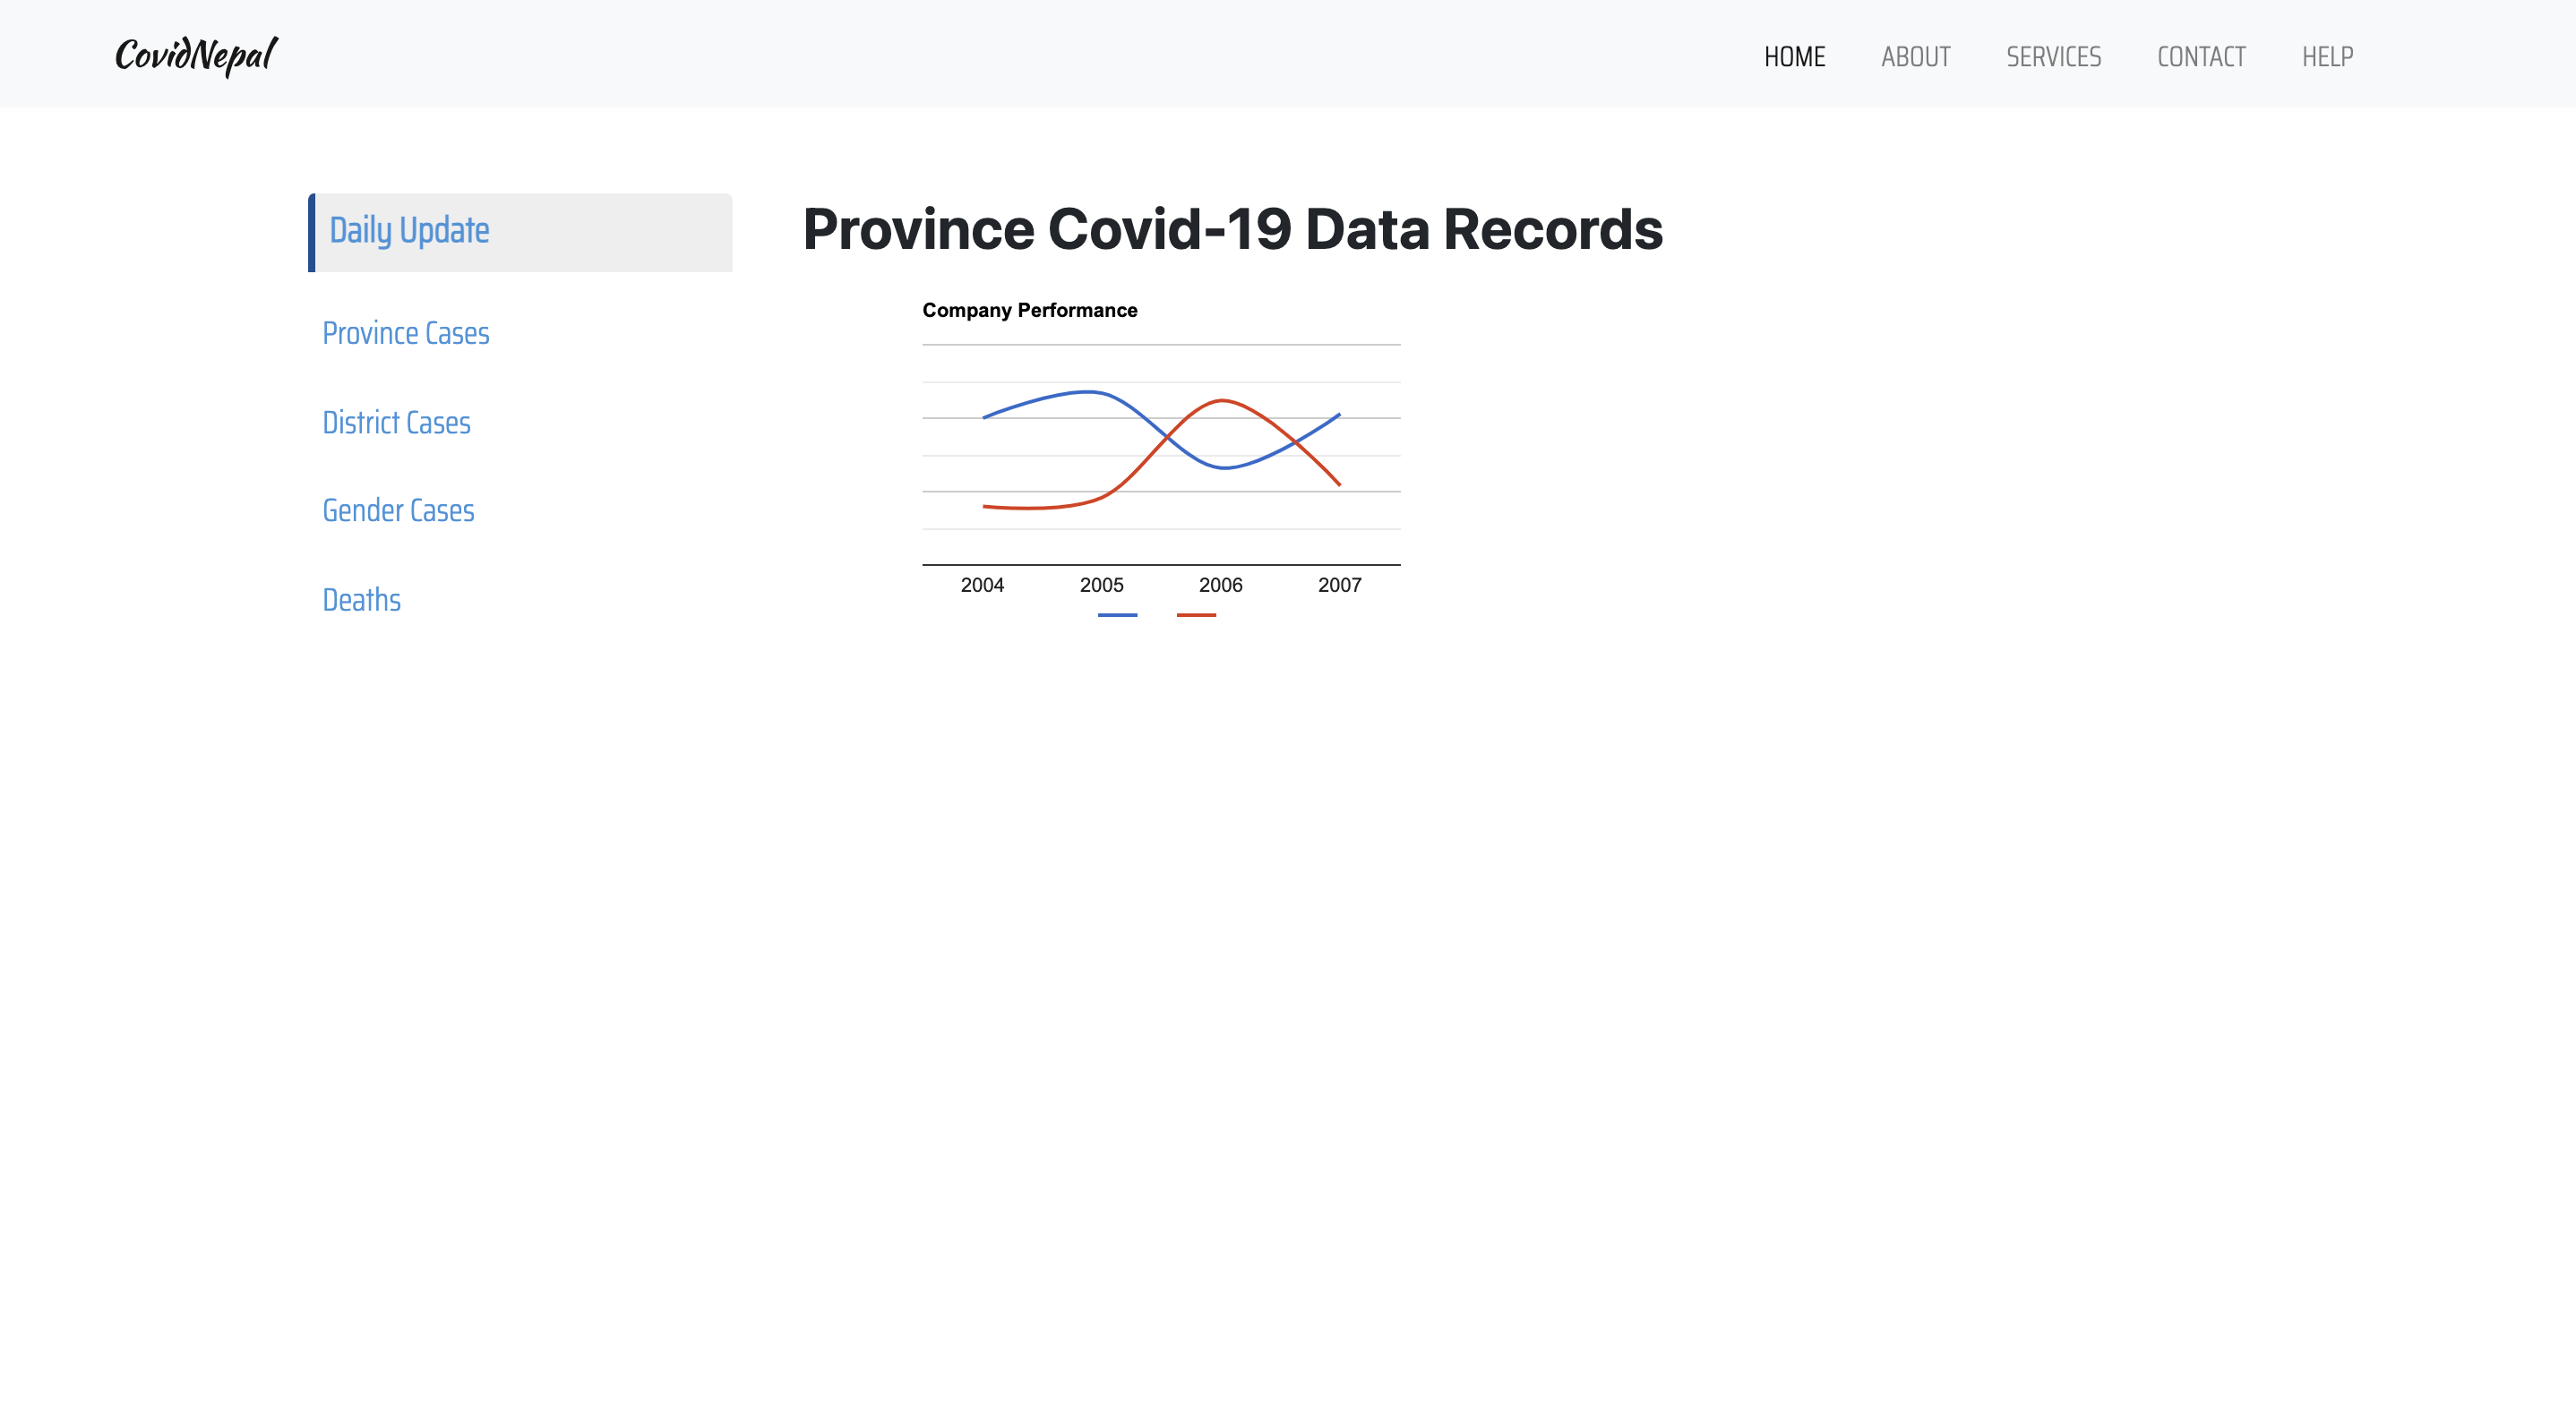 CovidNepal
HOME ABOUT SERVICES CONTACT HELP
Daily Update
Province Cases
District Cases
Gender Cases
Deaths
Province Covid-19 Data Records
Company Performance
2004 2005 2006 2007